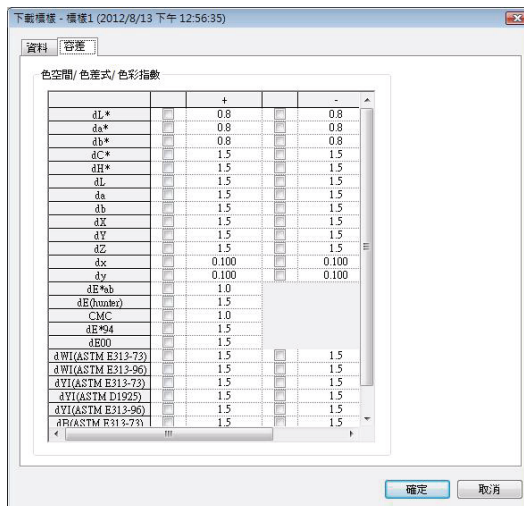 下載標樣 - 標樣1 (2012/8/13 下午 12:56:35)
資料 容差
色空間/ 色差式/ 色彩指數
+ -
dL* 0.8 0.8
da* 0.8 0.8
db* 0.8 0.8
dC* 1.5 1.5
dH* 1.5 1.5
dL 1.5 1.5
da 1.5 1.5
db 1.5 1.5
dX 1.5 1.5
dY 1.5 1.5
dZ 1.5 1.5
dx 0.100 0.100
dy 0.100 0.100
dE*ab 1.0
dE(hunter) 1.5
CMC 1.0
dE*94 1.5
dE00 1.5
dWI(ASTM E313-73) 1.5 1.5
dWI(ASTM E313-96) 1.5 1.5
dYI(ASTM E313-73) 1.5 1.5
dYI(ASTM D1925) 1.5 1.5
dYI(ASTM E313-96) 1.5 1.5
dB(ASTM E313-73) 1.5 1.5
確定 取消